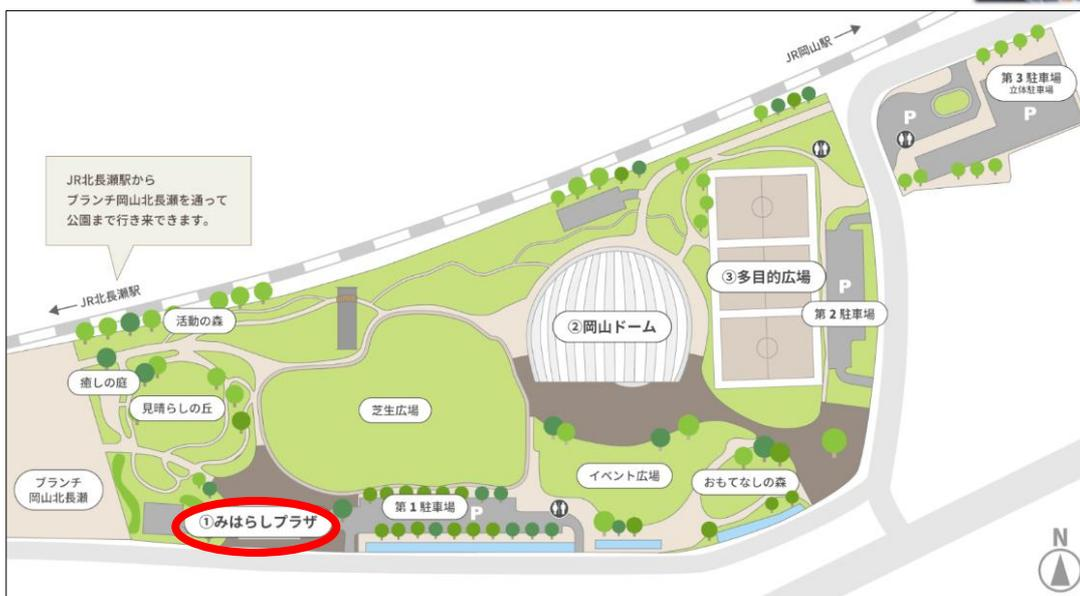 JR岡山駅
第3駐車場
立体駐車場
P
P
JR北長瀬駅から
ブランチ岡山北長瀬を通って
公園まで行き来できます。
③多目的広場
P
JR北長瀬駅
第2駐車場
活動の森
②岡山ドーム
癒しの庭
見晴らしの丘
芝生広場
イベント広場
おもてなしの森
ブランチ
岡山北長瀬
第1駐車場
P
①みはらしプラザ
N